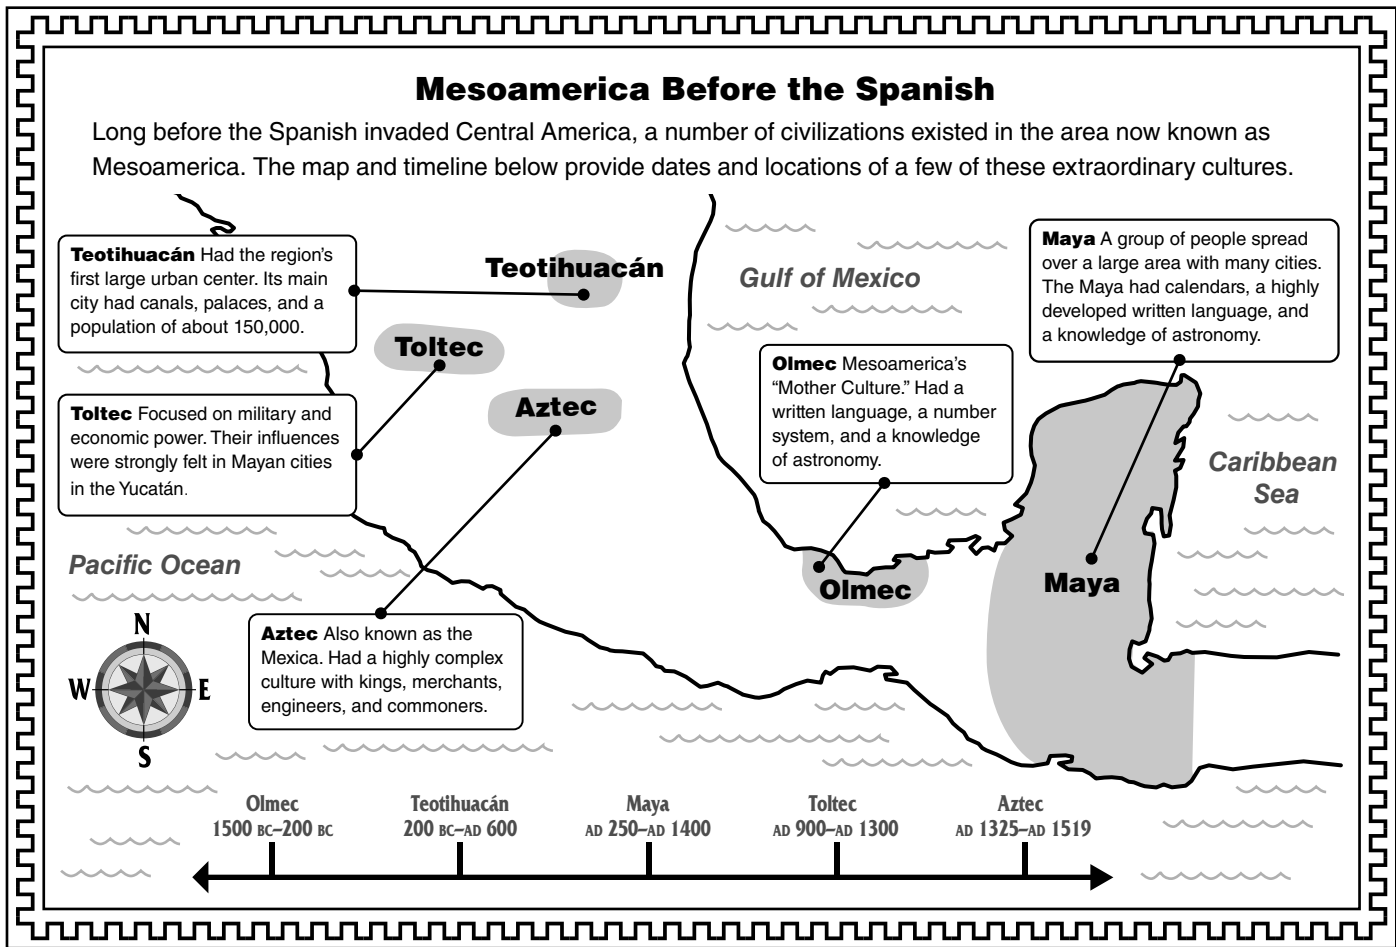 Mesoamerica Before the Spanish
Long before the Spanish invaded Central America, a number of civilizations existed in the area now known as
Mesoamerica. The map and timeline below provide dates and locations of a few of these extraordinary cultures.
Teotihuacán Had the region's
first large urban center. Its main
city had canals, palaces, and a
population of about 150,000.
Teotihuacán
Gulf of Mexico
Maya A group of people spread
over a large area with many cities.
The Maya had calendars, a highly
developed written language, and
a knowledge of astronomy.
Toltec
Olmec Mesoamerica's
“Mother Culture.” Had a
written language, a number
system, and a knowledge
of astronomy.
Toltec Focused on military and
economic power. Their influences
were strongly felt in Mayan cities
in the Yucatán.
Aztec
Caribbean
Sea
Pacific Ocean
Olmec
Maya
Aztec Also known as the
Mexica. Had a highly complex
culture with kings, merchants,
engineers, and commoners.
N
W
E
S
Olmec
1500 BC–200 BC
Teotihuacán
200 BC–AD 600
Maya
AD 250–AD 1400
Toltec
AD 900–AD 1300
Aztec
AD 1325–AD 1519